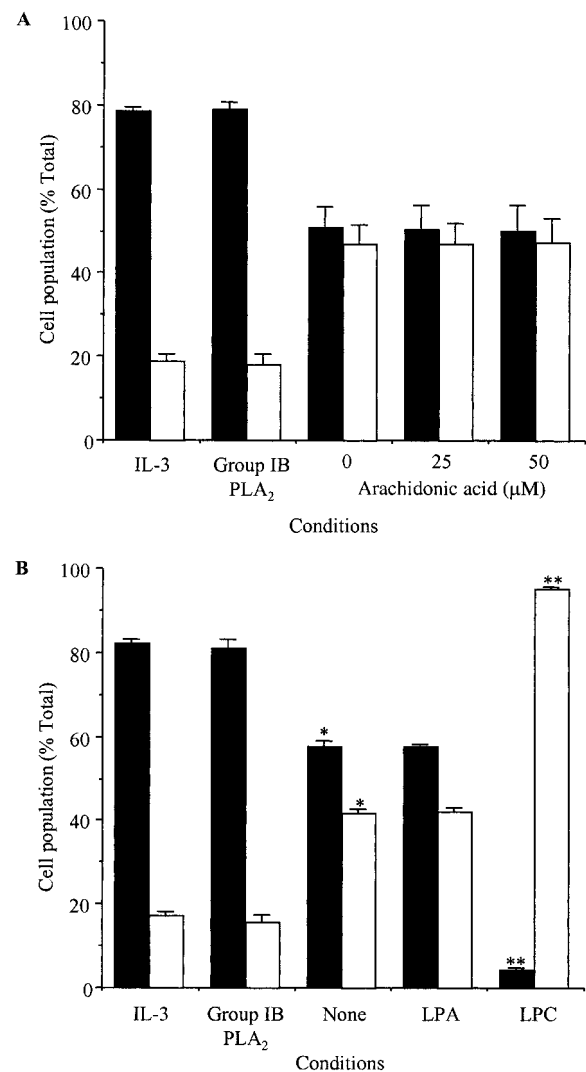 A
100
80
60
40
20
0
Cell population (% Total)
IL-3
Group IB
PLA₂
0
25
50
Arachidonic acid (µM)
Conditions
B
100
80
60
40
20
0
Cell population (% Total)
*
*
**
**
IL-3
Group IB
PLA₂
None
LPA
LPC
Conditions